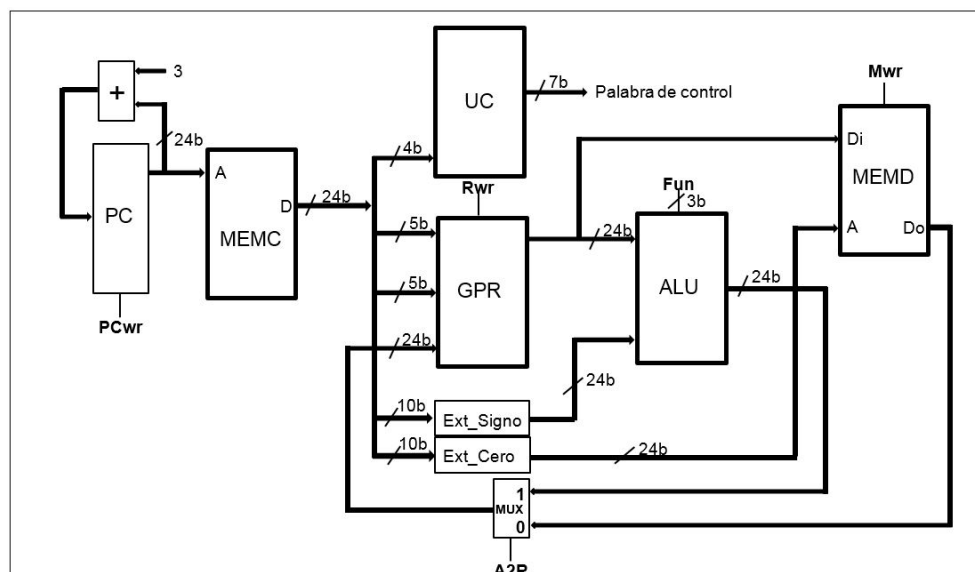 3
+
24b
PC
PCwr
A
D
MEMC
24b
4b
5b
5b
24b
10b
10b
UC
7b
Palabra de control
Rwr
GPR
24b
Fun
3b
ALU
24b
24b
Mwr
Di
MEMD
A
Do
Ext_Signo
Ext_Cero
24b
1
MUX
0
A2R